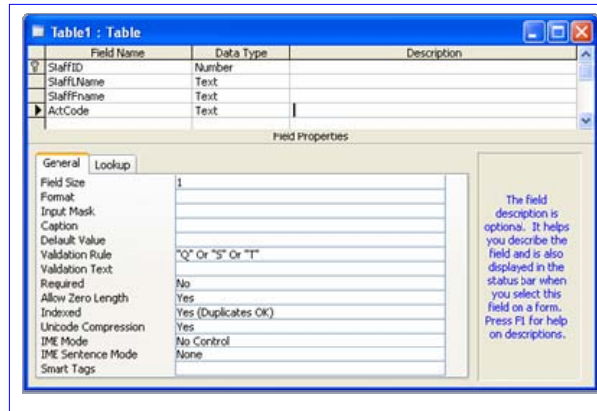 Table1 : Table
Field Name Data Type Description
StaffID Number
StaffLName Text
StaffFname Text
ActCode Text
Field Properties
General Lookup
Field Size 1
Format
Input Mask
Caption
Default Value
Validation Rule "Q" Or "S" Or "T"
Validation Text
Required No
Allow Zero Length Yes
Indexed Yes (Duplicates OK)
Unicode Compression Yes
IME Mode No Control
IME Sentence Mode None
Smart Tags
The field
description is
optional. It helps
you describe the
field and is also
displayed in the
status bar when
you select this
field on a form.
Press F1 for help
on descriptions.